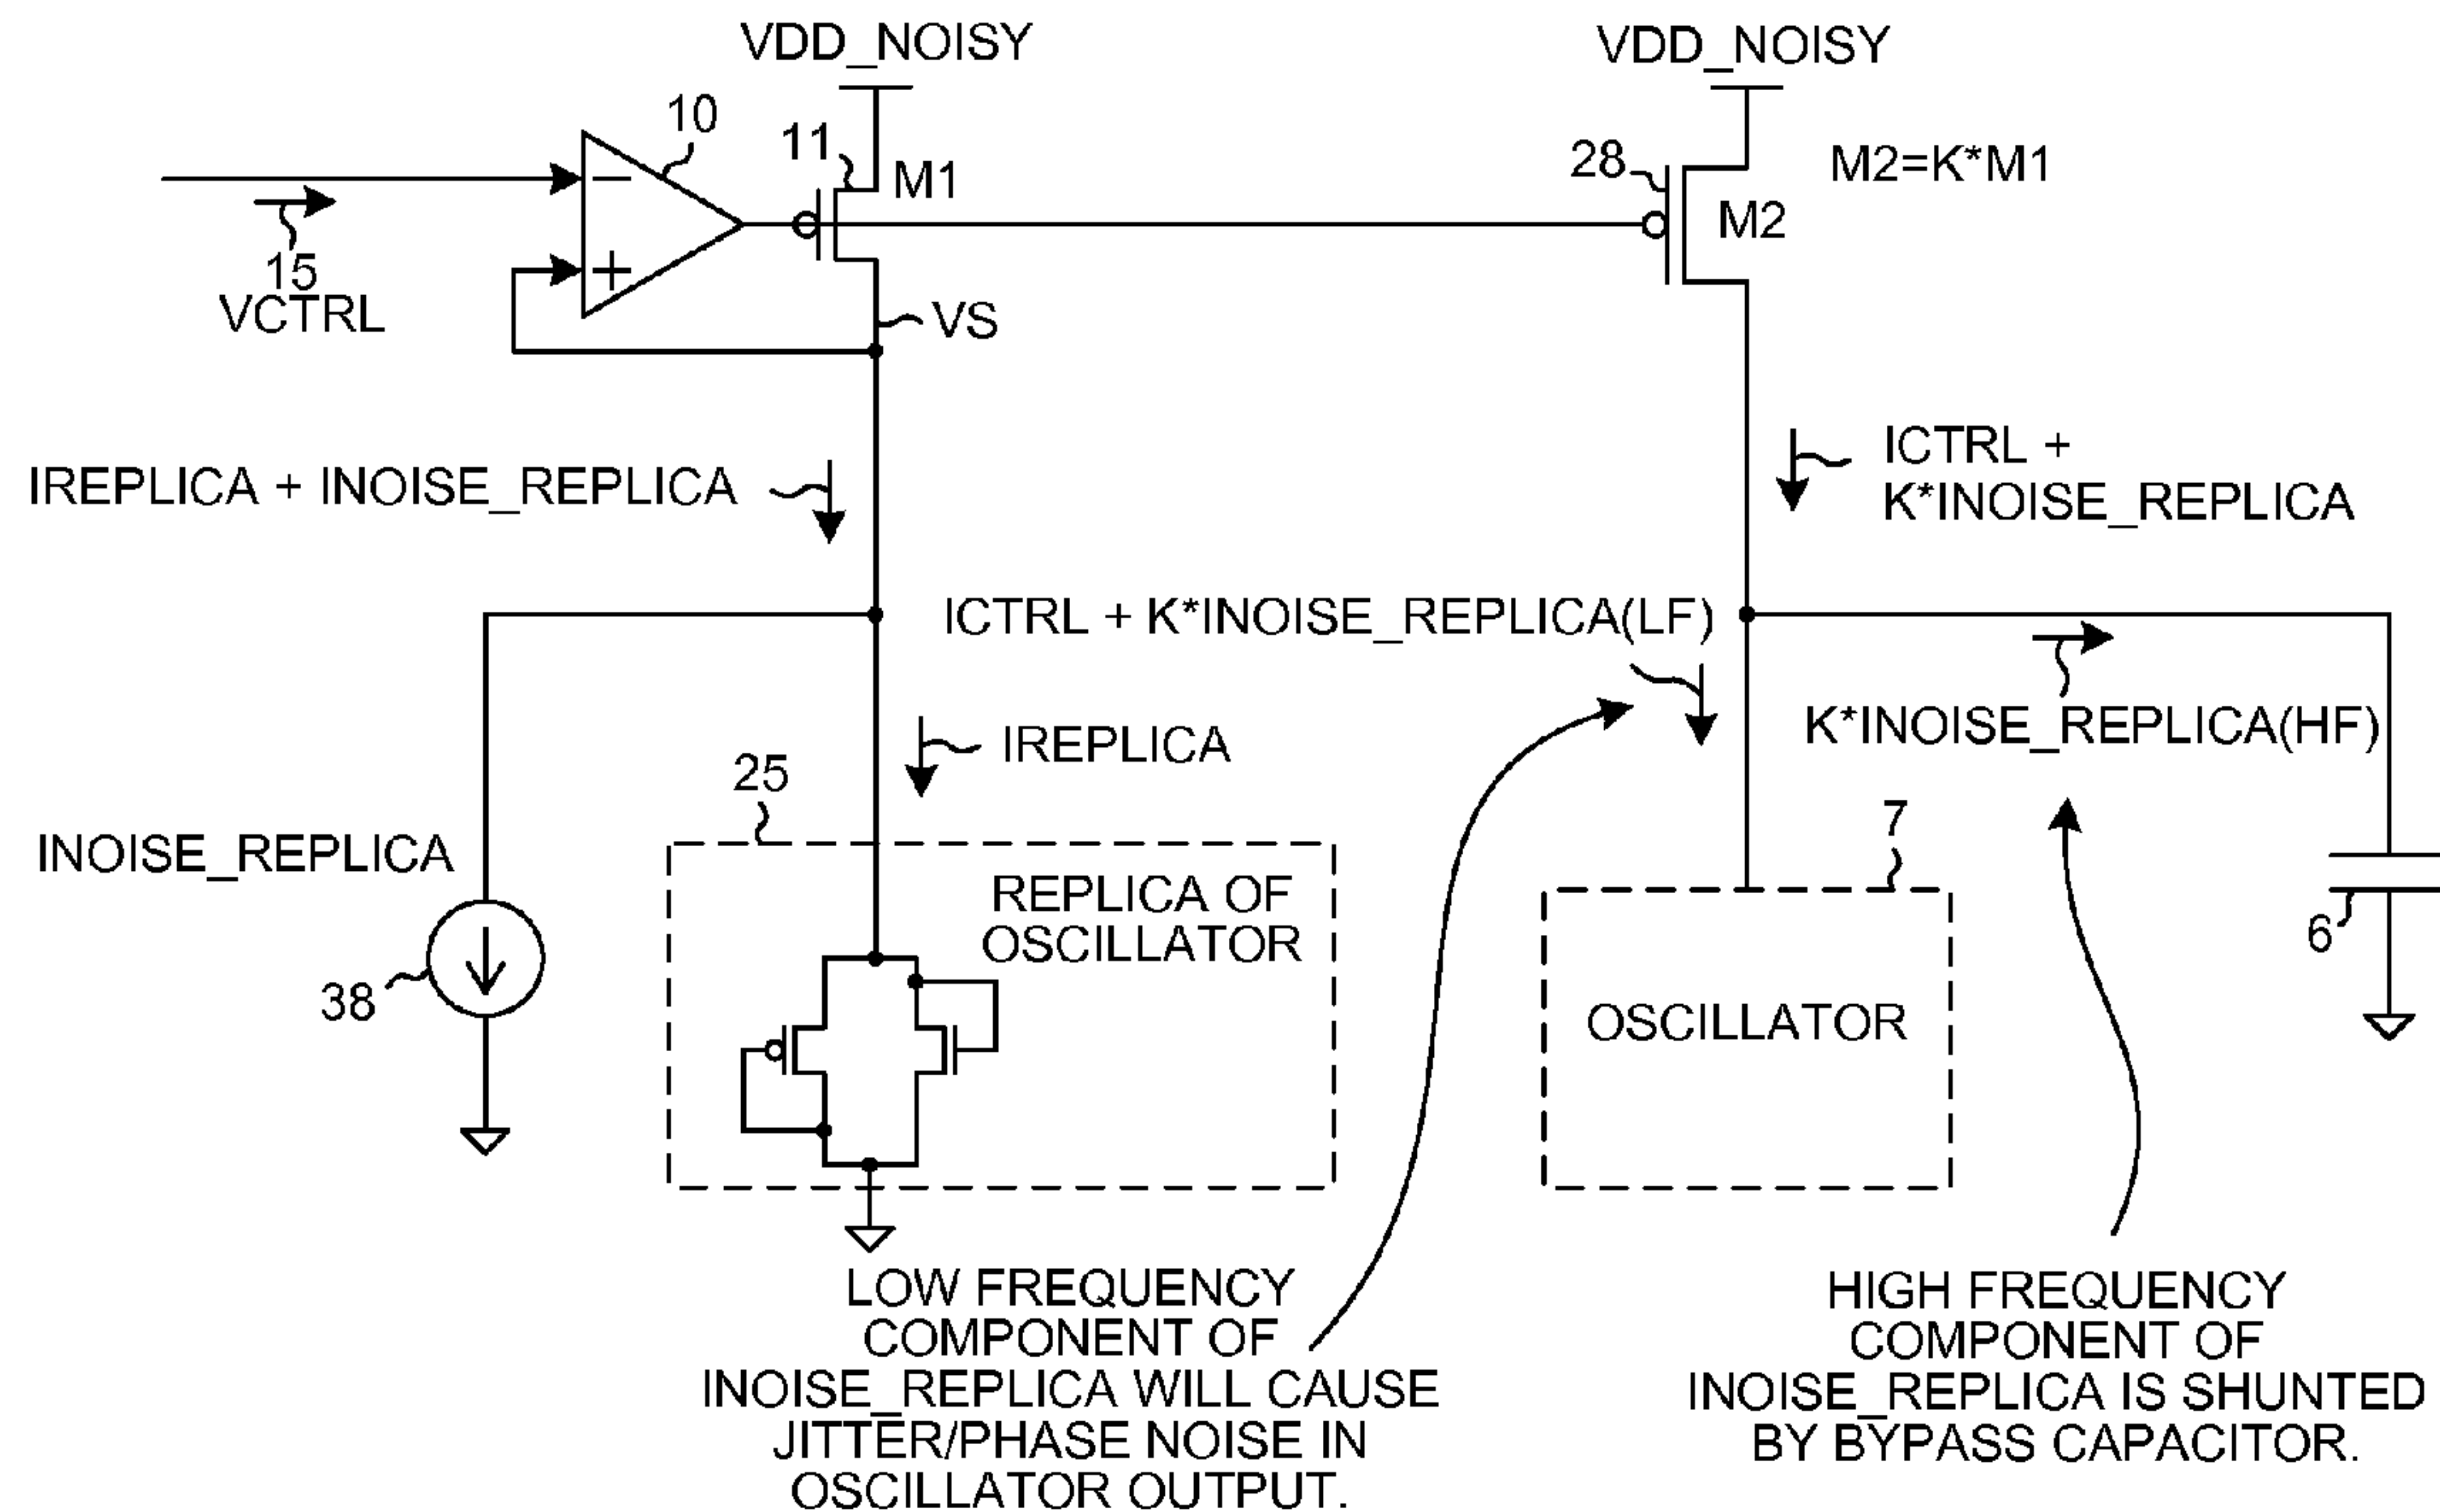 VDD_NOISY
VDD_NOISY
10
11
M1
28
M2=K*M1
M2
−
+
15
VCTRL
VS
IREPLICA + INOISE_REPLICA
ICTRL +
K*INOISE_REPLICA
ICTRL + K*INOISE_REPLICA(LF)
IREPLICA
K*INOISE_REPLICA(HF)
25
7
INOISE_REPLICA
REPLICA OF
OSCILLATOR
6
38
OSCILLATOR
LOW FREQUENCY
COMPONENT OF
INOISE_REPLICA WILL CAUSE
JITTER/PHASE NOISE IN
OSCILLATOR OUTPUT.
HIGH FREQUENCY
COMPONENT OF
INOISE_REPLICA IS SHUNTED
BY BYPASS CAPACITOR.